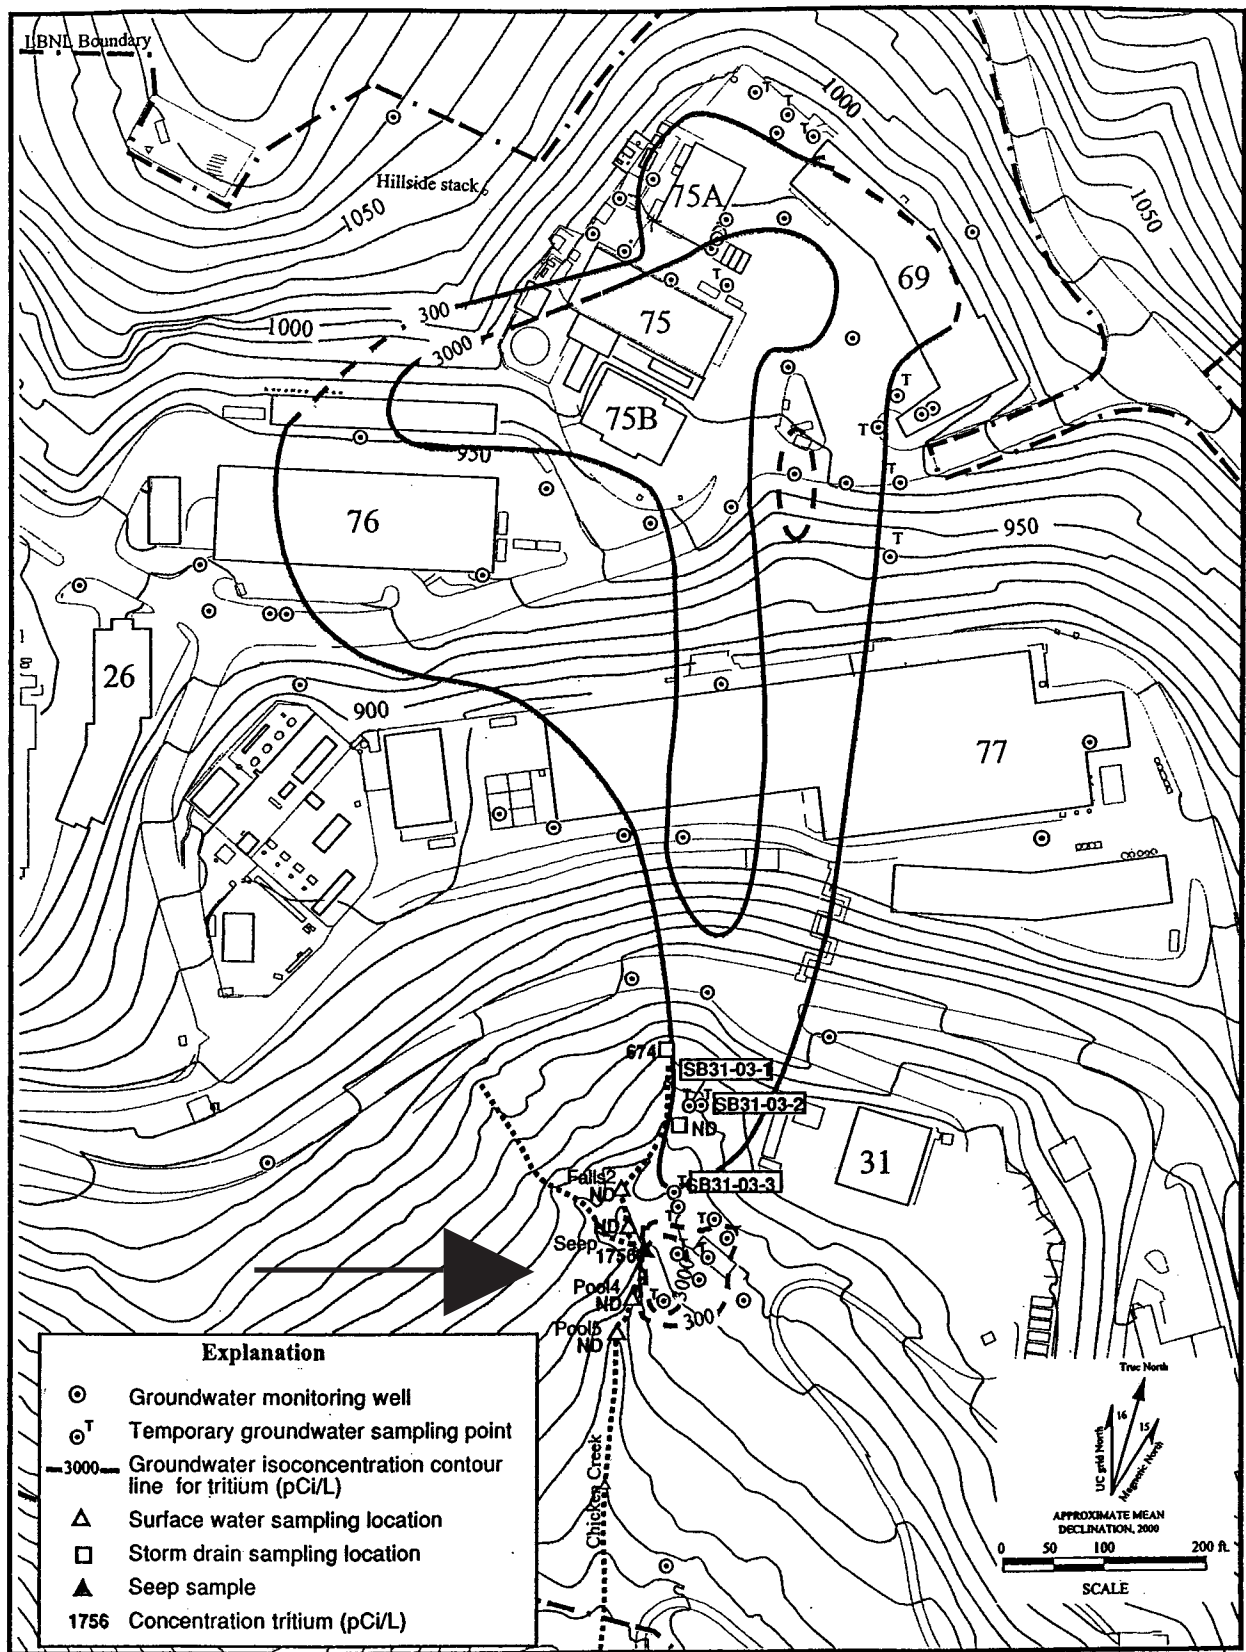 LBNL Boundary
1000
Hillside stack
1050
75A
1050
T
T
T
69
300
1000
3000
75
T
T
T
75B
950
76
T
950
26
900
77
674
SB31-03-1
T T
SB31-03-2
ND
31
Falls2
ND
T
SB31-03-3
ND
T
T
T
Seep
1756
T
3000
Pool4
ND
T
300
Pool5
ND
Chicken Creek
Explanation
Groundwater monitoring well
T
Temporary groundwater sampling point
3000
Groundwater isoconcentration contour
line for tritium (pCi/L)
Surface water sampling location
Storm drain sampling location
Seep sample
1756 Concentration tritium (pCi/L)
True North
16
15
UC grid North
Magnetic North
APPROXIMATE MEAN
DECLINATION, 2000
0 50 100 200 ft.
SCALE